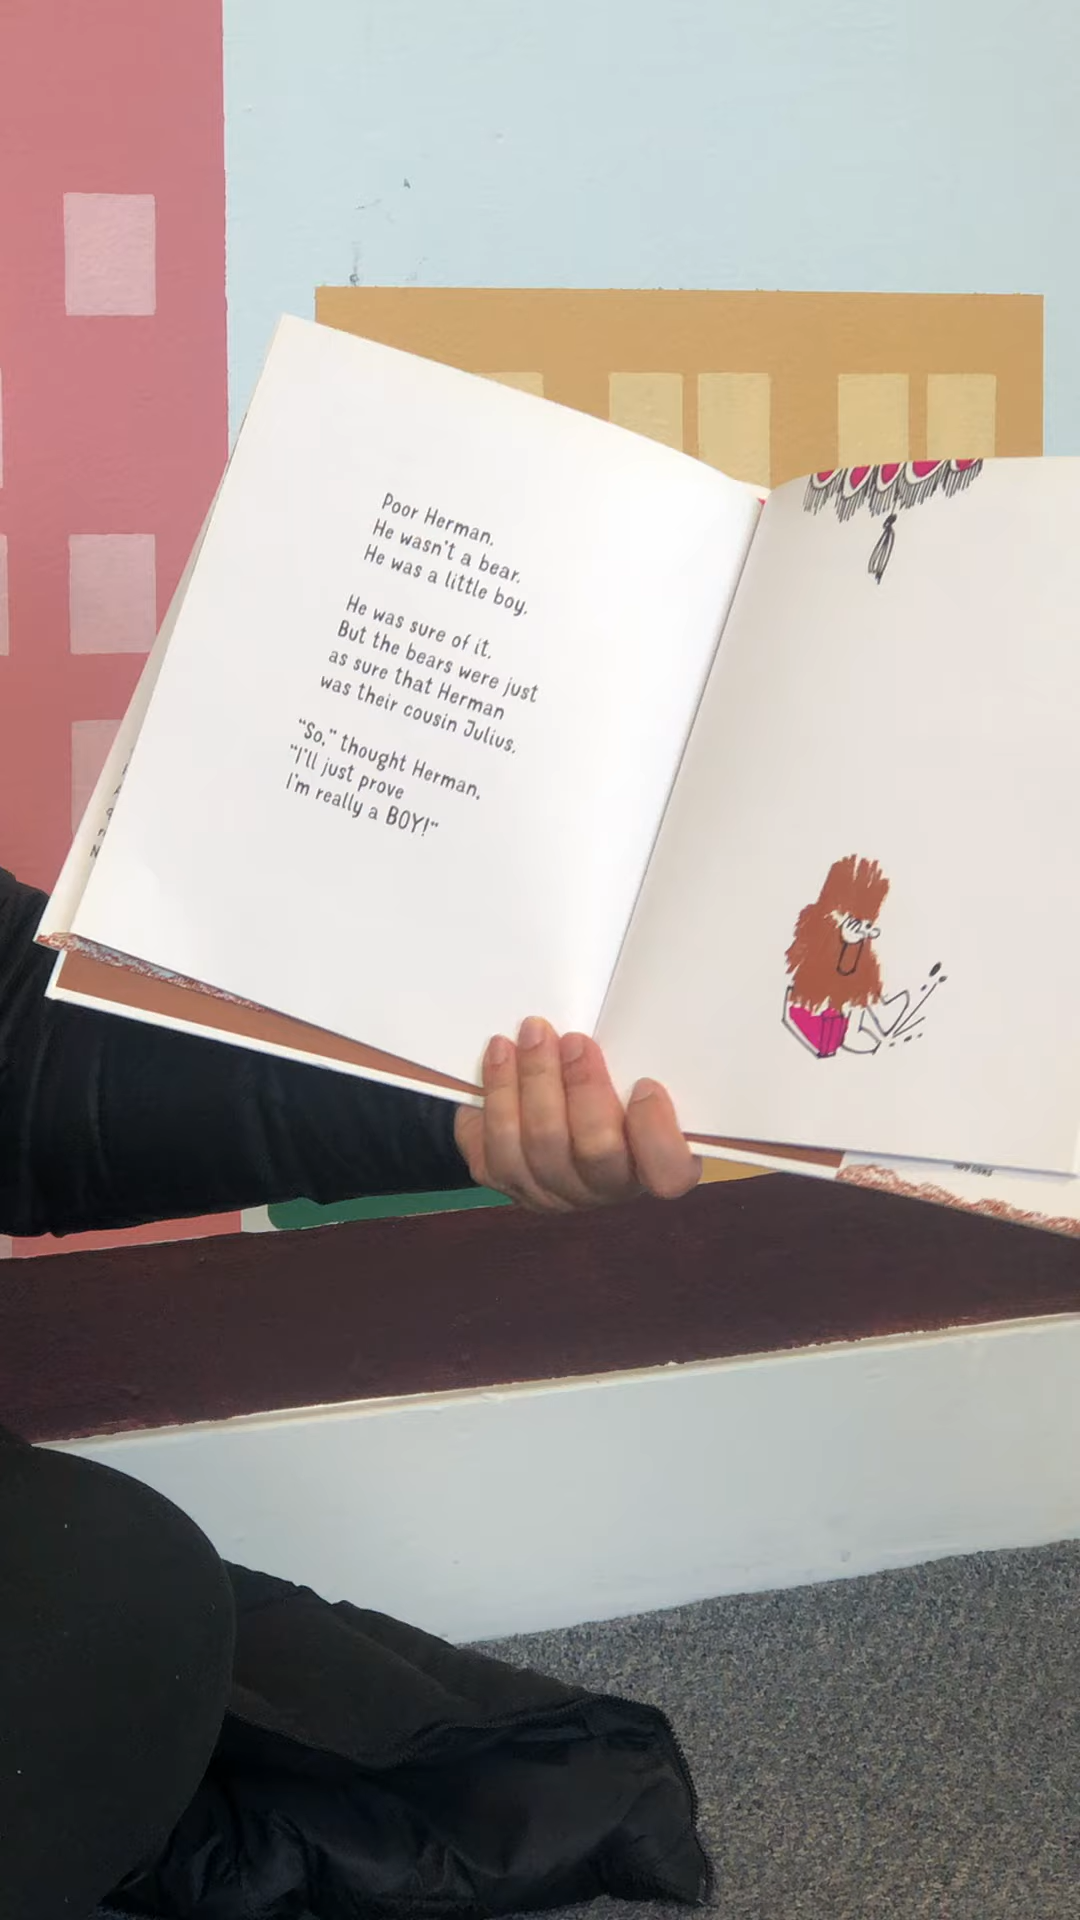 Poor Herman.
He wasn't a bear.
He was a little boy.
He was sure of it.
But the bears were just
as sure that Herman
was their cousin Julius.
"So," thought Herman,
"I'll just prove
I'm really a BOY!"